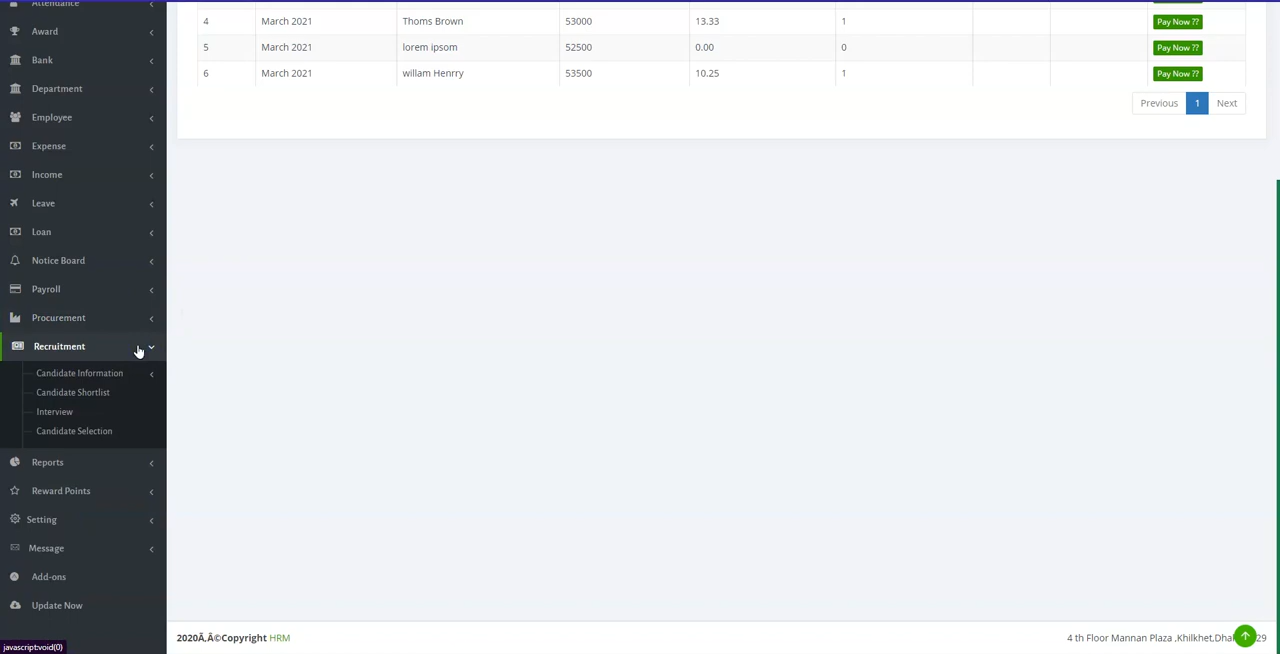 Attendance
Award
Bank
Department
Employee
Expense
Income
Leave
Loan
Notice Board
Payroll
Procurement
Recruitment
Candidate Information
Candidate Shortlist
Interview
Candidate Selection
Reports
Reward Points
Setting
Message
Add-ons
Update Now
javascript:void(0)
4 March 2021 Thoms Brown 53000 13.33 1 Pay Now ??
5 March 2021 lorem ipsom 52500 0.00 0 Pay Now ??
6 March 2021 willam Henrry 53500 10.25 1 Pay Now ??
Previous 1 Next
2020Ã‚Â©Copyright HRM
4 th Floor Mannan Plaza ,Khilkhet,Dha 29